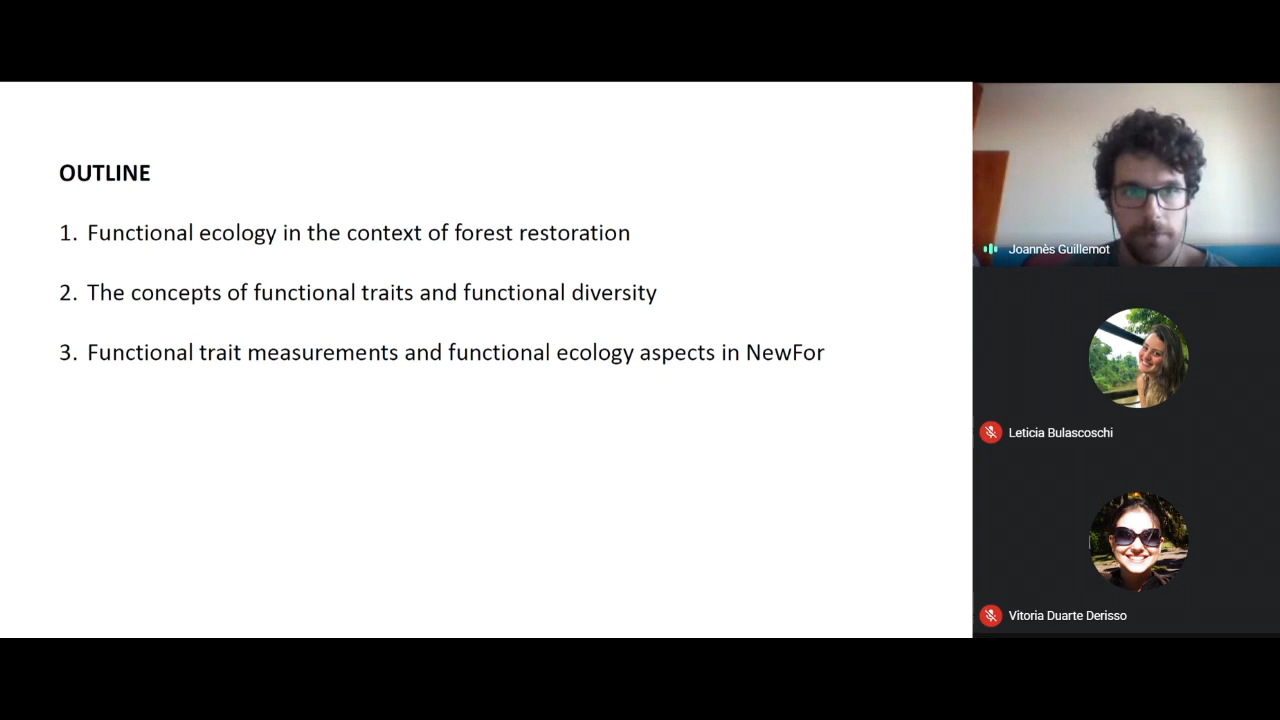 OUTLINE
1. Functional ecology in the context of forest restoration
2. The concepts of functional traits and functional diversity
3. Functional trait measurements and functional ecology aspects in NewFor
Joannès Guillemot
Leticia Bulascoschi
Vitoria Duarte Derisso